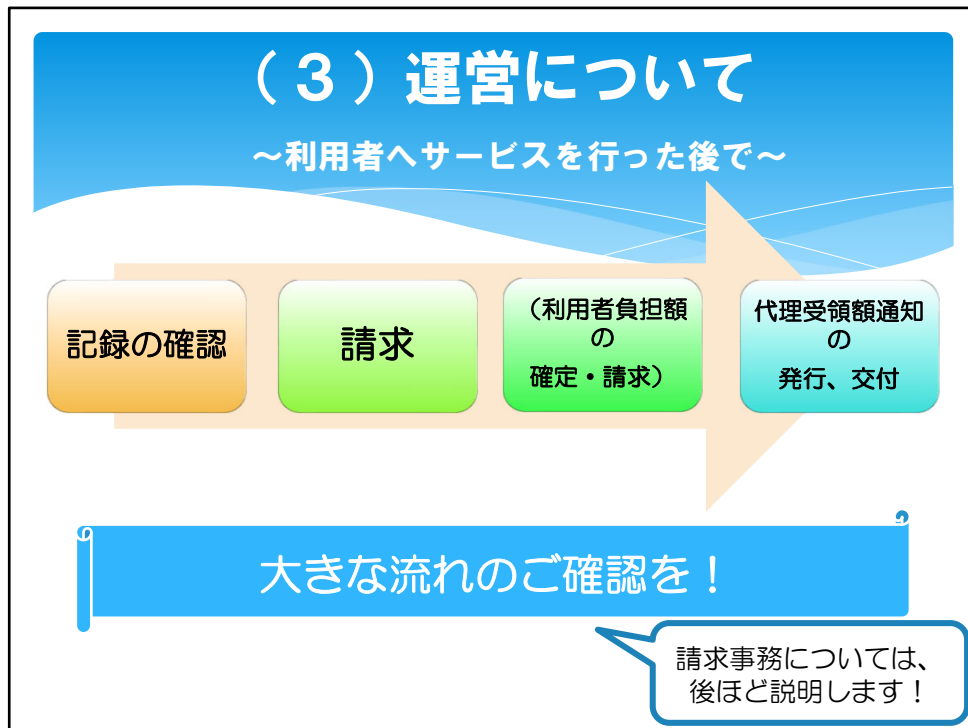 （３）運営について
～利用者へサービスを行った後で～
記録の確認
請求
（利用者負担額
の
確定・請求）
代理受領額通知
の
発行、交付
大きな流れのご確認を！
請求事務については、
後ほど説明します！